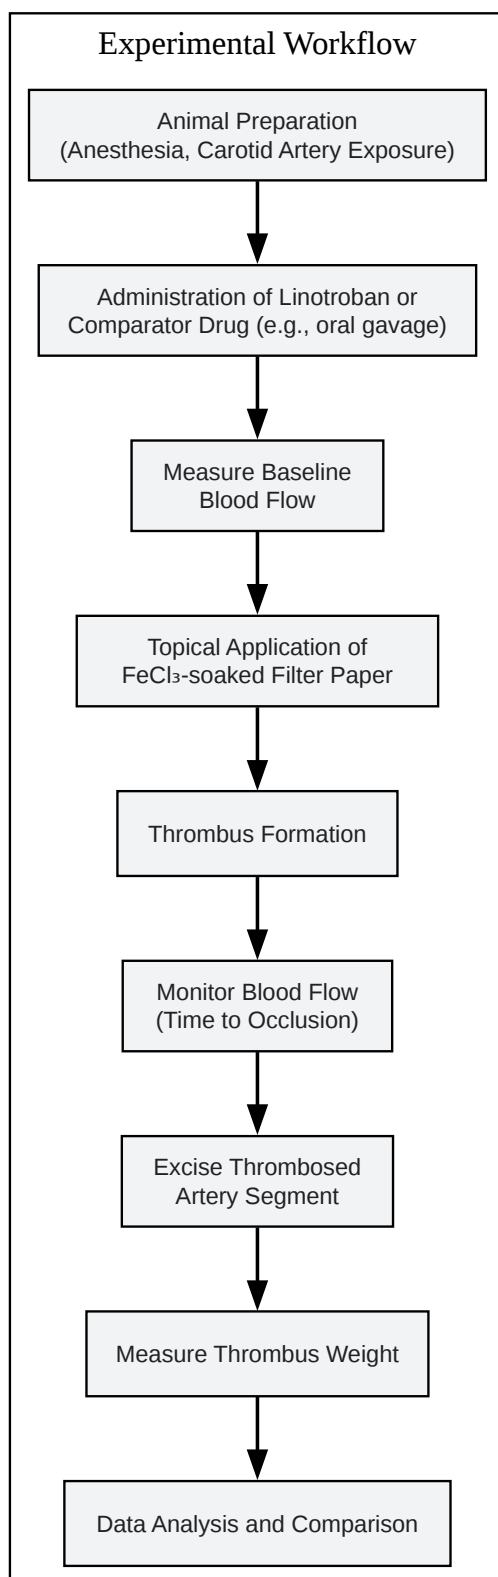 Experimental Workflow
Animal Preparation
(Anesthesia, Carotid Artery Exposure)
Administration of Linotroban or
Comparator Drug (e.g., oral gavage)
Measure Baseline
Blood Flow
Topical Application of
FeCl₃-soaked Filter Paper
Thrombus Formation
Monitor Blood Flow
(Time to Occlusion)
Excise Thrombosed
Artery Segment
Measure Thrombus Weight
Data Analysis and Comparison